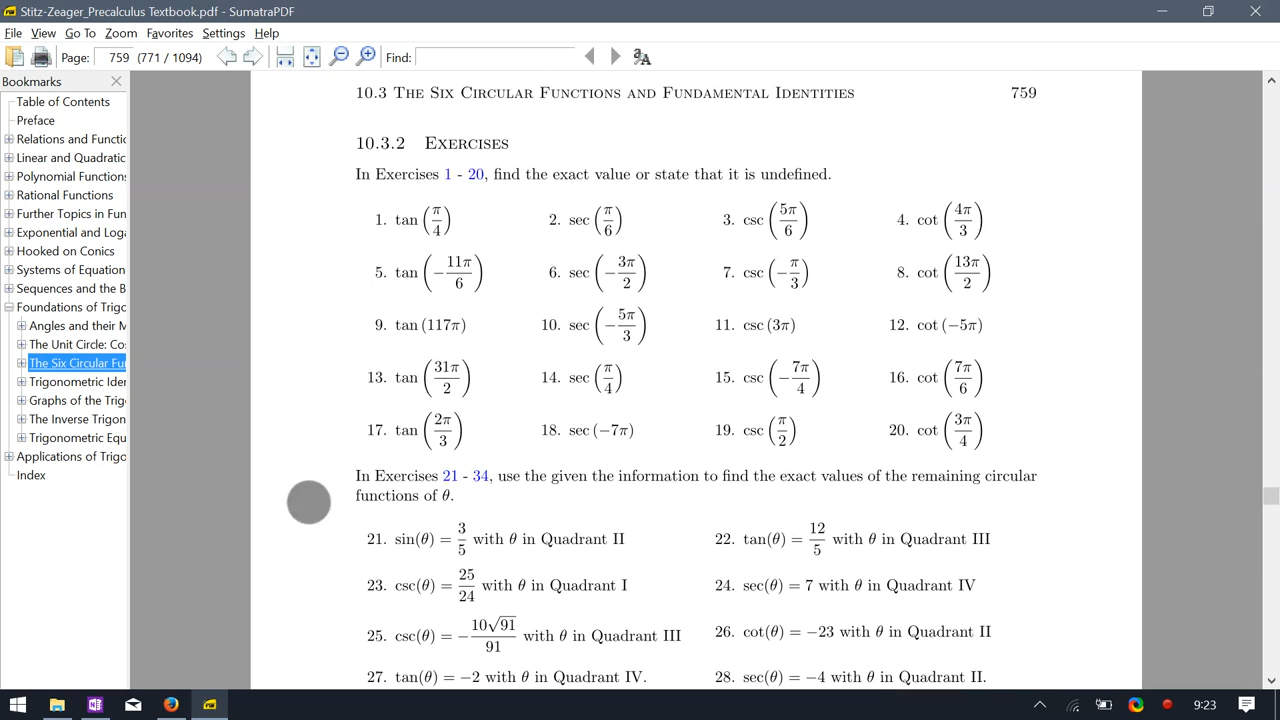 Stitz-Zeager_Precalculus Textbook.pdf - SumatraPDF
File View Go To Zoom Favorites Settings Help
Page: 759 (771 / 1094) Find:
Bookmarks
Table of Contents
Preface
Relations and Functio
Linear and Quadratic
Polynomial Functions
Rational Functions
Further Topics in Fun
Exponential and Loga
Hooked on Conics
Systems of Equation
Sequences and the B
Foundations of Trigo
Angles and their M
The Unit Circle: Co
The Six Circular Fu
Trigonometric Iden
Graphs of the Trig
The Inverse Trigon
Trigonometric Equ
Applications of Trigo
Index
10.3 The Six Circular Functions and Fundamental Identities 759
10.3.2 Exercises
In Exercises 1 - 20, find the exact value or state that it is undefined.
1. tan (π/4) 2. sec (π/6) 3. csc (5π/6) 4. cot (4π/3)
5. tan (−11π/6) 6. sec (−3π/2) 7. csc (−π/3) 8. cot (13π/2)
9. tan (117π) 10. sec (−5π/3) 11. csc (3π) 12. cot (−5π)
13. tan (31π/2) 14. sec (π/4) 15. csc (−7π/4) 16. cot (7π/6)
17. tan (2π/3) 18. sec (−7π) 19. csc (π/2) 20. cot (3π/4)
In Exercises 21 - 34, use the given the information to find the exact values of the remaining circular
functions of θ.
21. sin(θ) = 3/5 with θ in Quadrant II 22. tan(θ) = 12/5 with θ in Quadrant III
23. csc(θ) = 25/24 with θ in Quadrant I 24. sec(θ) = 7 with θ in Quadrant IV
25. csc(θ) = −10√91/91 with θ in Quadrant III 26. cot(θ) = −23 with θ in Quadrant II
27. tan(θ) = −2 with θ in Quadrant IV. 28. sec(θ) = −4 with θ in Quadrant II.
9:23